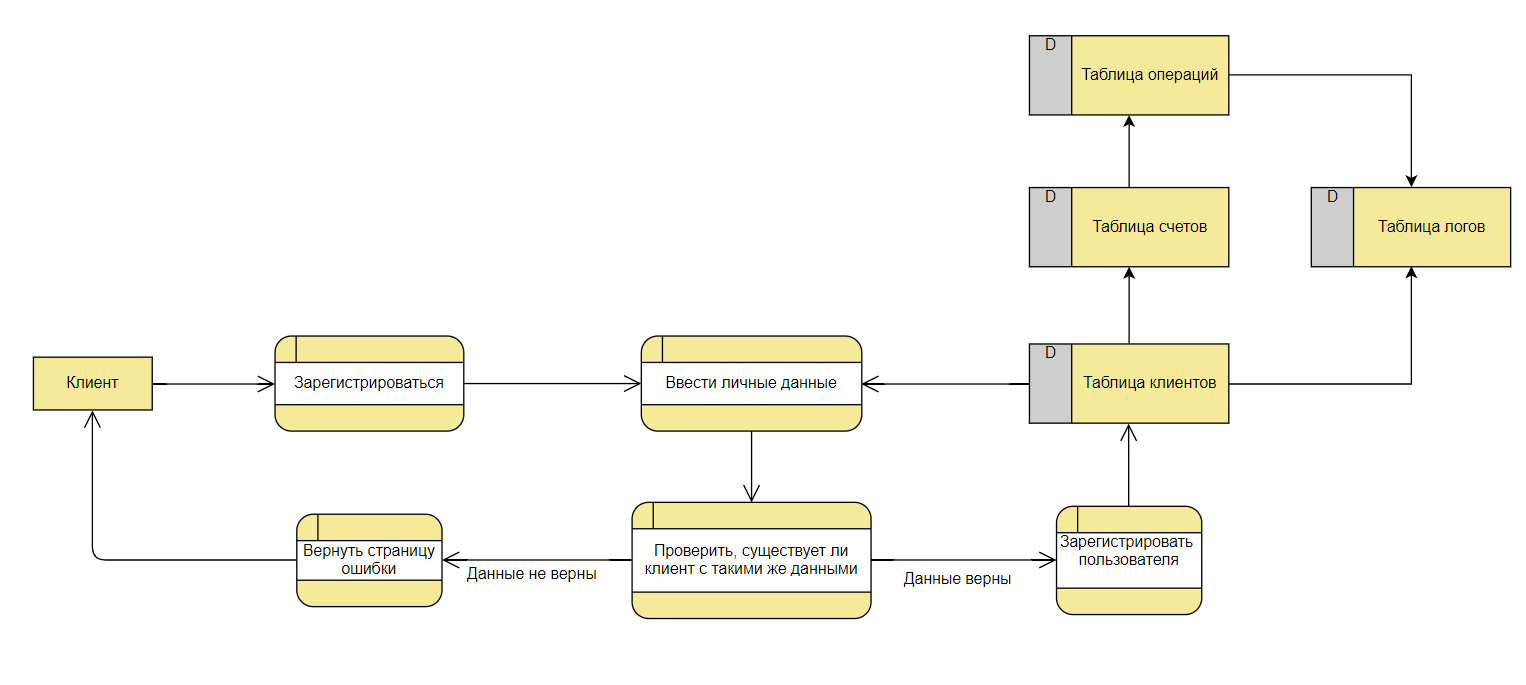 D
Таблица операций
D
Таблица счетов
D
Таблица логов
Клиент
Зарегистрироваться
Ввести личные данные
D
Таблица клиентов
Вернуть страницу
ошибки
Данные не верны
Проверить, существует ли
клиент с такими же данными
Данные верны
Зарегистрировать
пользователя